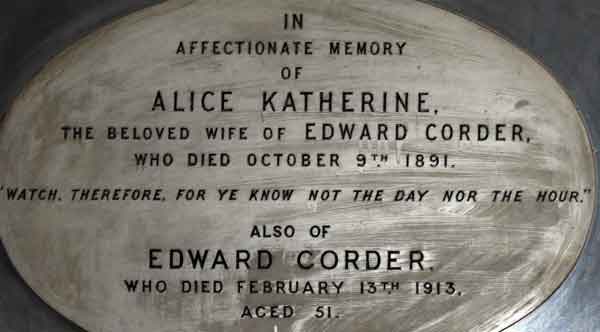 IN
AFFECTIONATE MEMORY
OF
ALICE KATHERINE,
THE BELOVED WIFE OF EDWARD CORDER,
WHO DIED OCTOBER 9TH. 1891.
"WATCH, THEREFORE, FOR YE KNOW NOT THE DAY NOR THE HOUR."
ALSO OF
EDWARD CORDER,
WHO DIED FEBRUARY 13TH. 1913,
AGED 51.